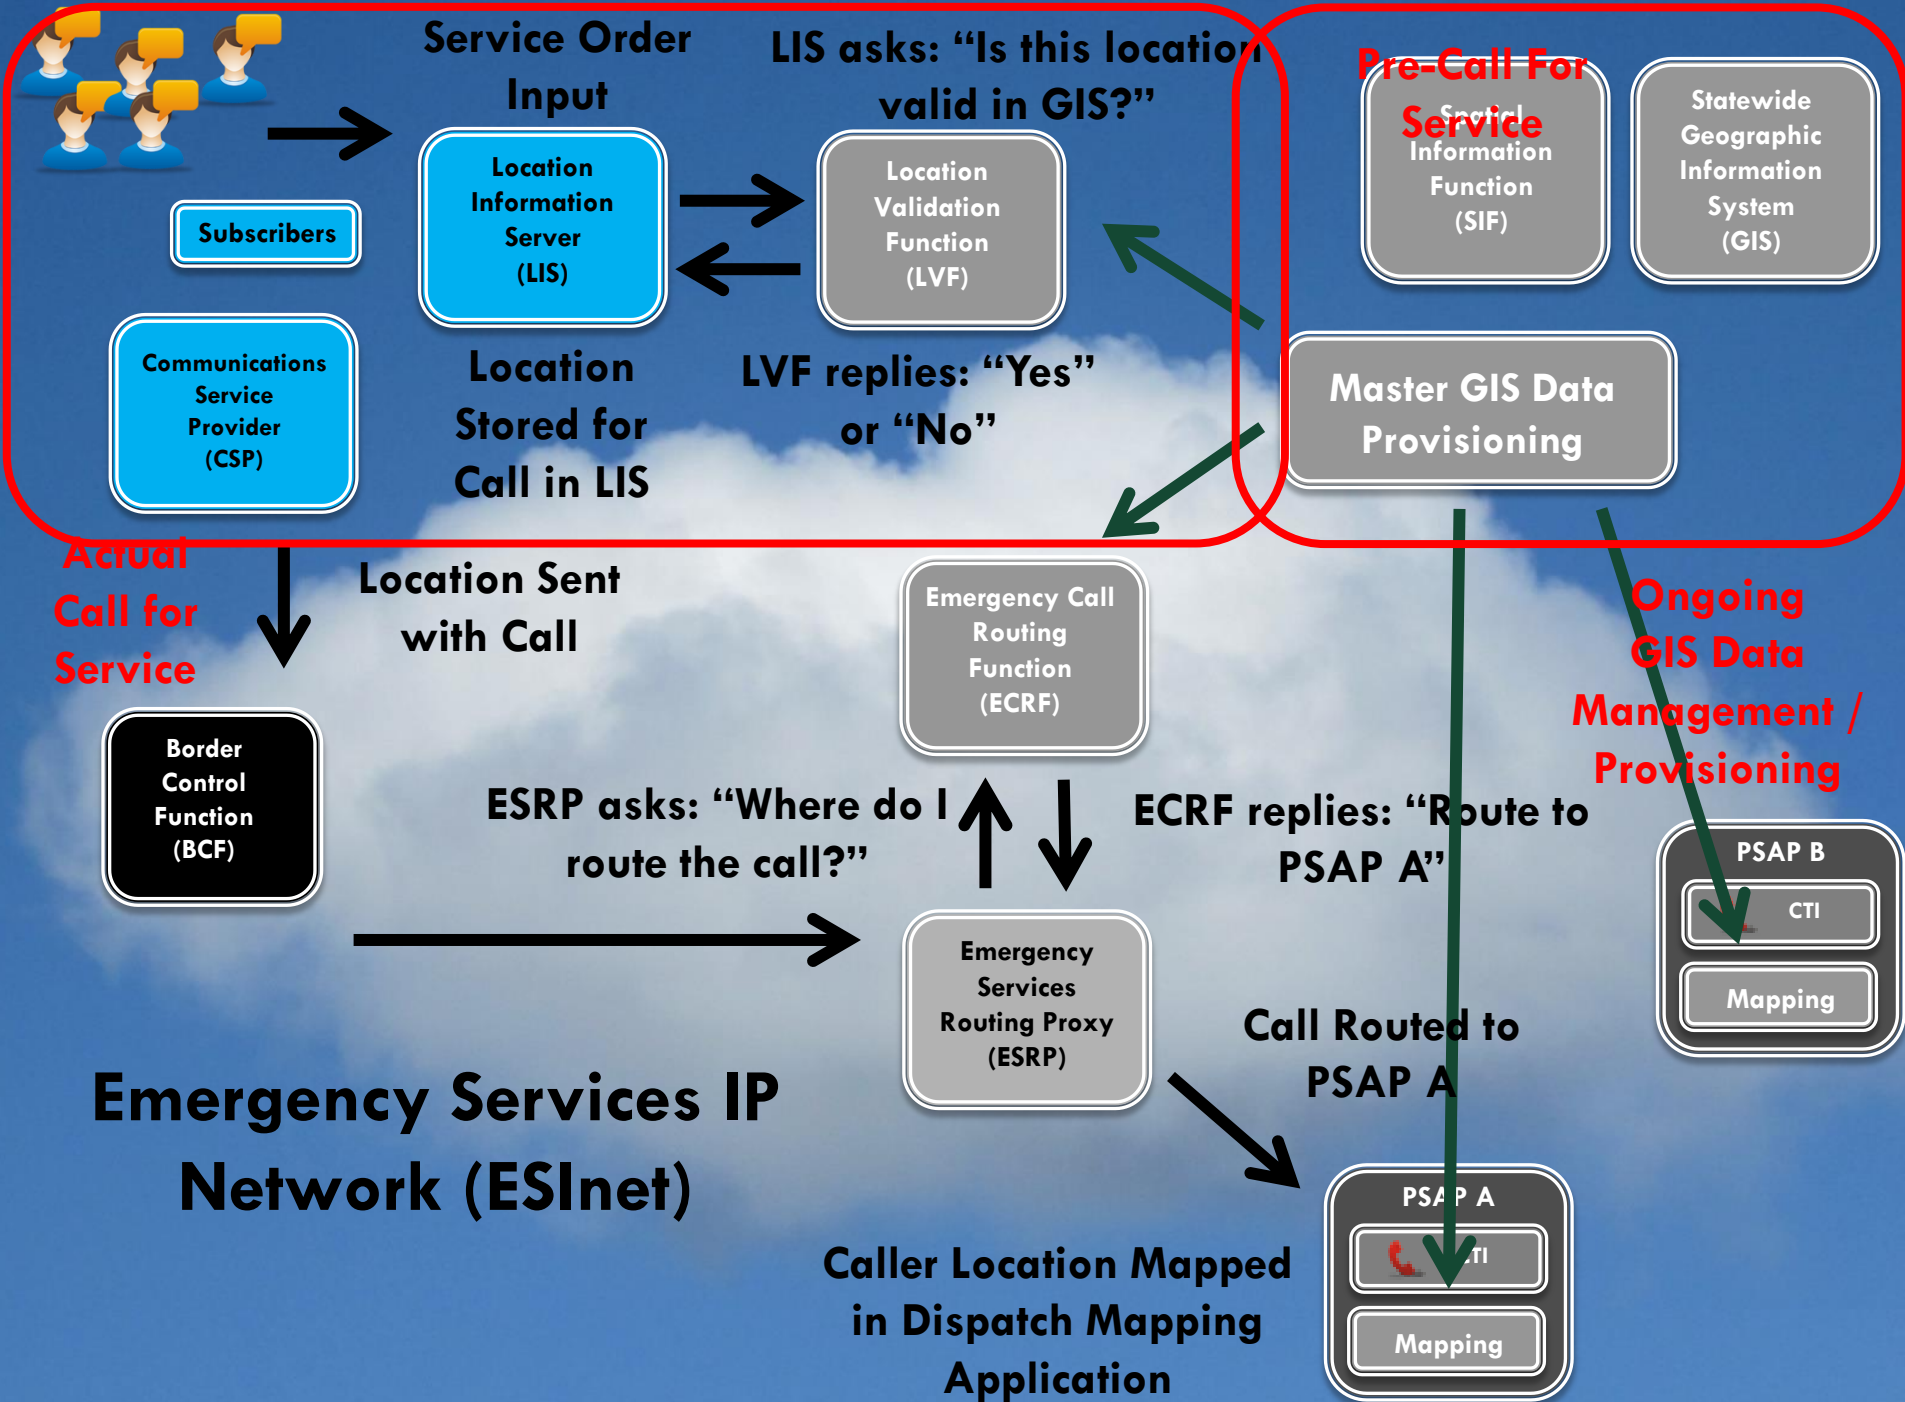 Service Order
Input
LIS asks: “Is this location
valid in GIS?”
Pre-Call For
Service
Spatial
Information
Function
(SIF)
Statewide
Geographic
Information
System
(GIS)
Location
Information
Server
(LIS)
Location
Validation
Function
(LVF)
Subscribers
Communications
Service
Provider
(CSP)
Location
Stored for
Call in LIS
LVF replies: “Yes”
or “No”
Master GIS Data
Provisioning
Actual
Call for
Service
Location Sent
with Call
Emergency Call
Routing
Function
(ECRF)
Ongoing
GIS Data
Management /
Provisioning
Border
Control
Function
(BCF)
ESRP asks: “Where do I
route the call?”
ECRF replies: “Route to
PSAP A”
PSAP B
CTI
Mapping
Emergency
Services
Routing Proxy
(ESRP)
Call Routed to
PSAP A
Emergency Services IP
Network (ESInet)
PSAP A
CTI
Mapping
Caller Location Mapped
in Dispatch Mapping
Application